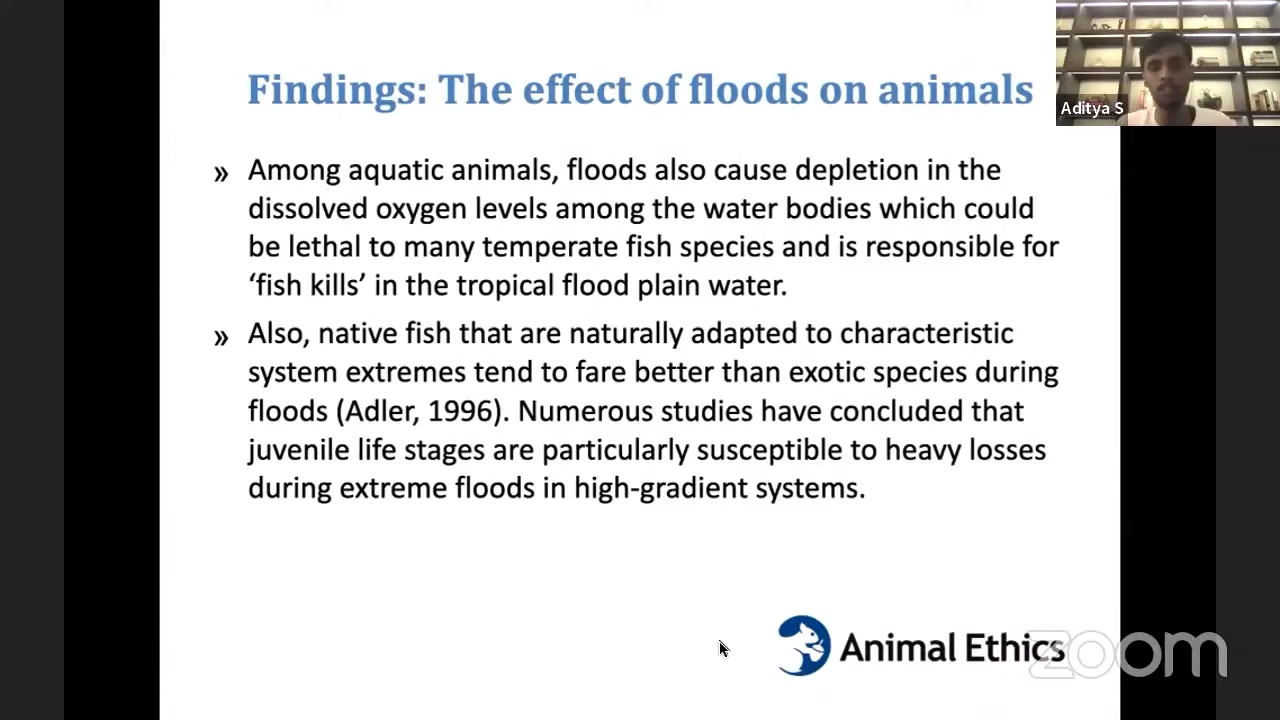 Findings: The effect of floods on animals
Aditya S
» Among aquatic animals, floods also cause depletion in the
dissolved oxygen levels among the water bodies which could
be lethal to many temperate fish species and is responsible for
‘fish kills’ in the tropical flood plain water.
» Also, native fish that are naturally adapted to characteristic
system extremes tend to fare better than exotic species during
floods (Adler, 1996). Numerous studies have concluded that
juvenile life stages are particularly susceptible to heavy losses
during extreme floods in high-gradient systems.
Animal Ethics
zoom